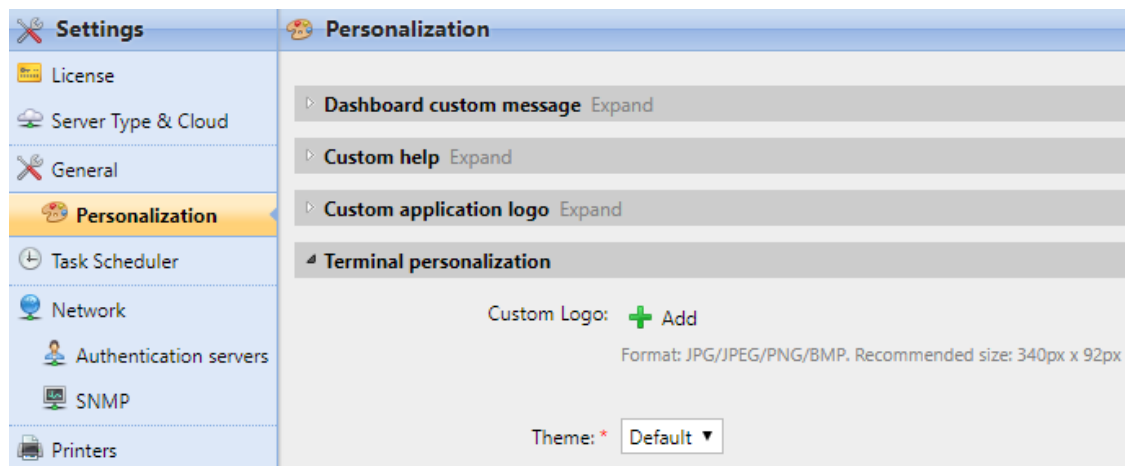 Settings
License
Server Type & Cloud
General
Personalization
Task Scheduler
Network
Authentication servers
SNMP
Printers
Personalization
Dashboard custom message Expand
Custom help Expand
Custom application logo Expand
Terminal personalization
Custom Logo: Add
Format: JPG/JPEG/PNG/BMP. Recommended size: 340px x 92px
Theme: * Default